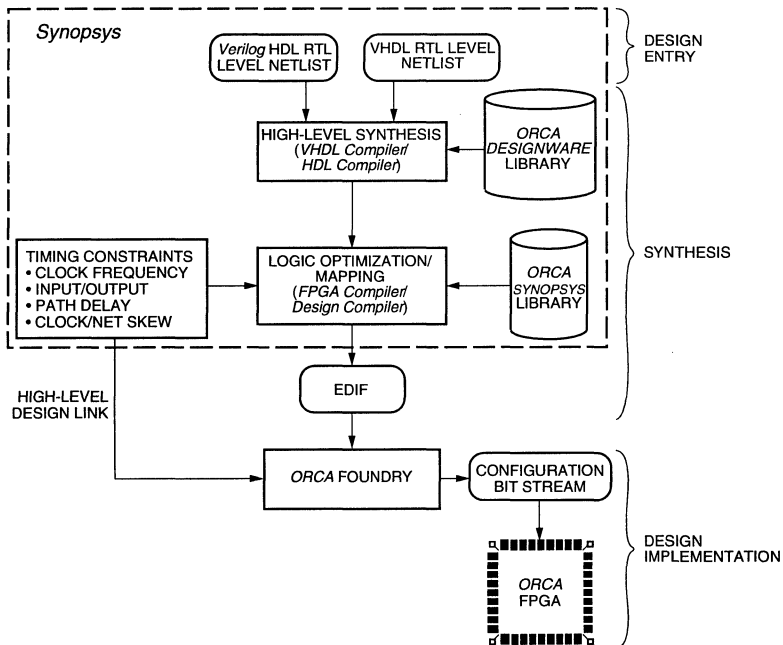 Synopsys
Verilog HDL RTL
LEVEL NETLIST
VHDL RTL LEVEL
NETLIST
DESIGN
ENTRY
HIGH-LEVEL SYNTHESIS
(VHDL Compiler/
HDL Compiler)
ORCA
DESIGNWARE
LIBRARY
SYNTHESIS
TIMING CONSTRAINTS
• CLOCK FREQUENCY
• INPUT/OUTPUT
• PATH DELAY
• CLOCK/NET SKEW
LOGIC OPTIMIZATION/
MAPPING
(FPGA Compiler/
Design Compiler)
ORCA
SYNOPSYS
LIBRARY
EDIF
HIGH-LEVEL
DESIGN LINK
ORCA FOUNDRY
CONFIGURATION
BIT STREAM
DESIGN
IMPLEMENTATION
ORCA
FPGA